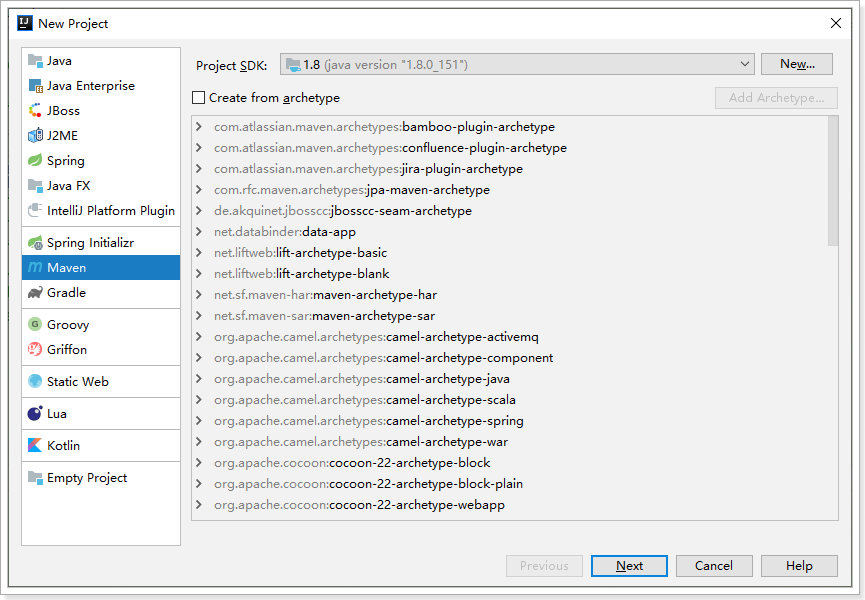 New Project
Java
Java Enterprise
JBoss
J2ME
Spring
Java FX
IntelliJ Platform Plugin
Spring Initializr
Maven
Gradle
Groovy
Griffon
Static Web
Lua
Kotlin
Empty Project
Project SDK: 1.8 (java version "1.8.0_151") New...
Create from archetype Add Archetype...
com.atlassian.maven.archetypes:bamboo-plugin-archetype
com.atlassian.maven.archetypes:confluence-plugin-archetype
com.atlassian.maven.archetypes:jira-plugin-archetype
com.rfc.maven.archetypes:jpa-maven-archetype
de.akquinet.jbosscc:jbosscc-seam-archetype
net.databinder:data-app
net.liftweb:lift-archetype-basic
net.liftweb:lift-archetype-blank
net.sf.maven-har:maven-archetype-har
net.sf.maven-sar:maven-archetype-sar
org.apache.camel.archetypes:camel-archetype-activemq
org.apache.camel.archetypes:camel-archetype-component
org.apache.camel.archetypes:camel-archetype-java
org.apache.camel.archetypes:camel-archetype-scala
org.apache.camel.archetypes:camel-archetype-spring
org.apache.camel.archetypes:camel-archetype-war
org.apache.cocoon:cocoon-22-archetype-block
org.apache.cocoon:cocoon-22-archetype-block-plain
org.apache.cocoon:cocoon-22-archetype-webapp
Previous Next Cancel Help